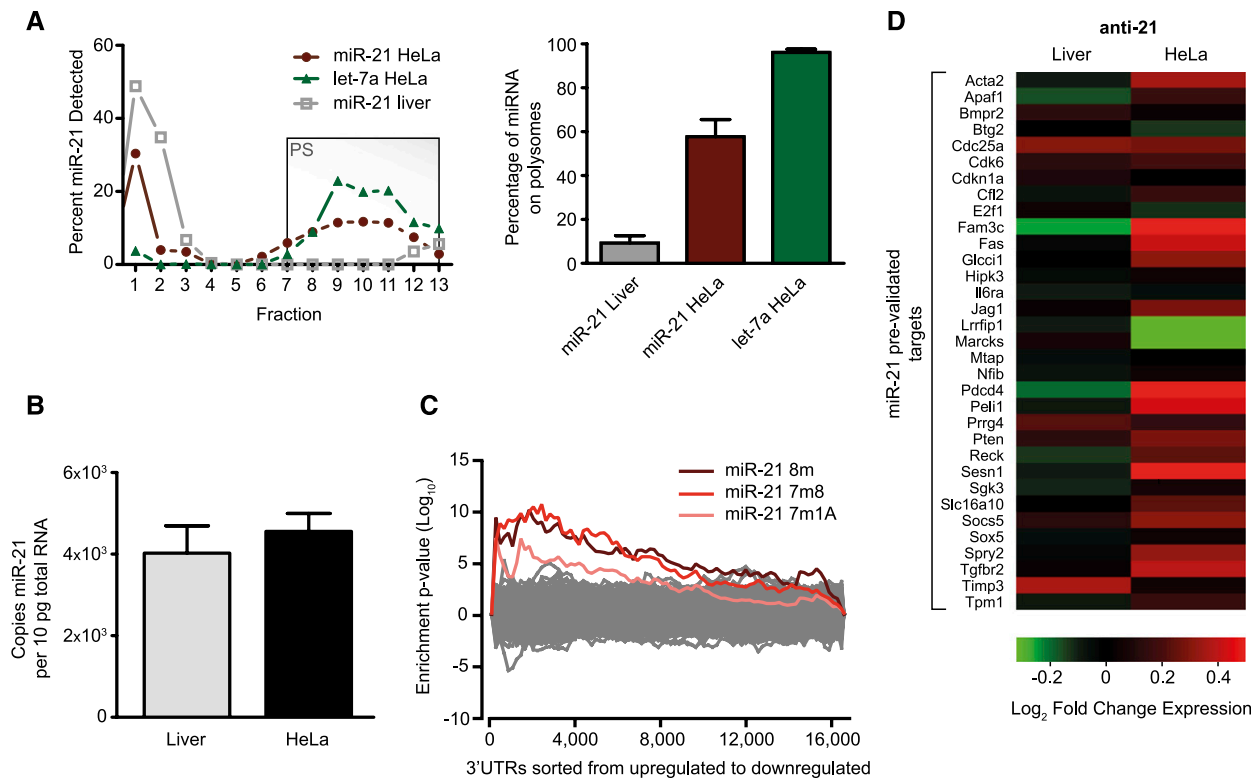 A
Percent miR-21 Detected
60
40
20
0
1 2 3 4 5 6 7 8 9 10 11 12 13
Fraction
miR-21 HeLa
let-7a HeLa
miR-21 liver
PS
Percentage of miRNA
on polysomes
100
80
60
40
20
0
miR-21 Liver
miR-21 HeLa
let-7a HeLa
B
Copies miR-21
per 10 pg total RNA
6x10³
4x10³
2x10³
0
Liver
HeLa
C
Enrichment p-value (Log₁₀)
15
10
5
0
-5
-10
0 4,000 8,000 12,000 16,000
3'UTRs sorted from upregulated to downregulated
miR-21 8m
miR-21 7m8
miR-21 7m1A
D
anti-21
Liver HeLa
miR-21 pre-validated
targets
Acta2
Apaf1
Bmpr2
Btg2
Cdc25a
Cdk6
Cdkn1a
Cfl2
E2f1
Fam3c
Fas
Glcci1
Hipk3
Il6ra
Jag1
Lrrfip1
Marcks
Mtap
Nfib
Pdcd4
Peli1
Prrg4
Pten
Reck
Sesn1
Sgk3
Slc16a10
Socs5
Sox5
Spry2
Tgfbr2
Timp3
Tpm1
-0.2 0 0.2 0.4
Log₂ Fold Change Expression